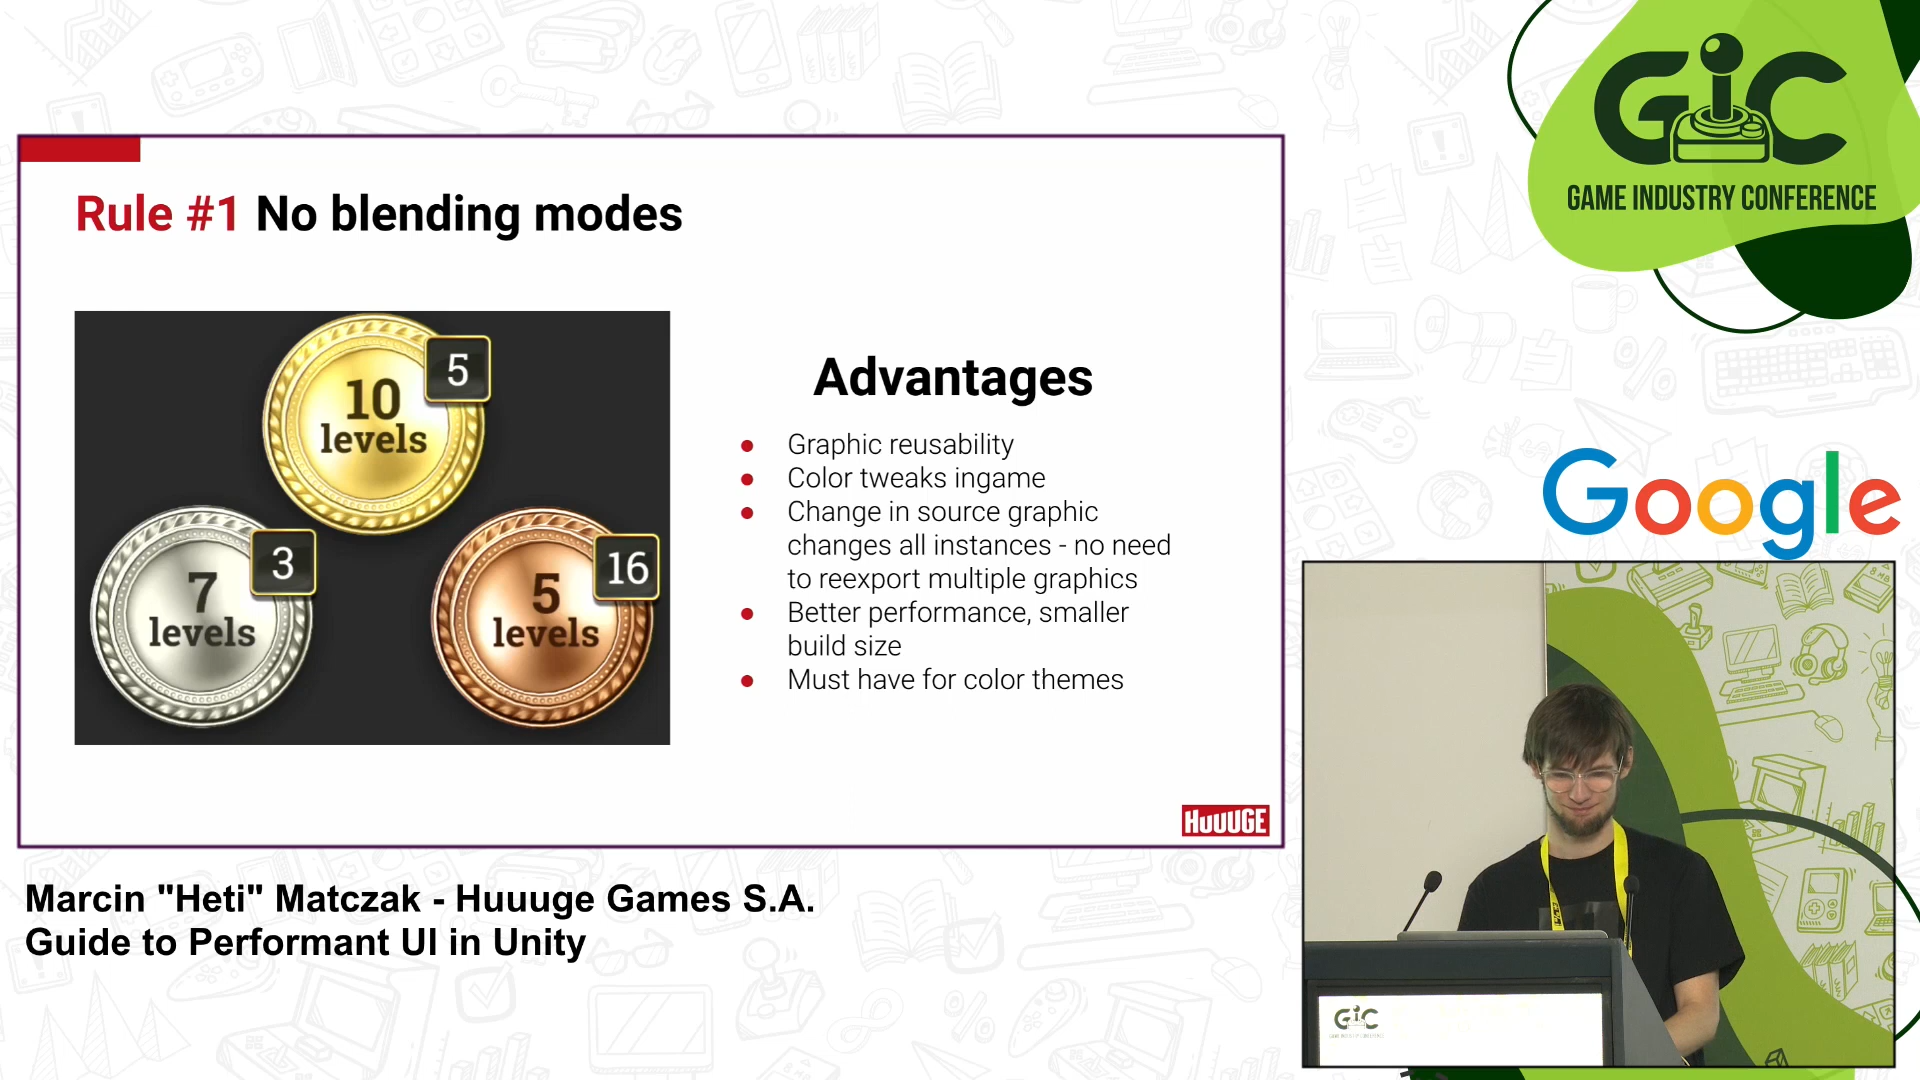 GiC
GAME INDUSTRY CONFERENCE
Rule #1 No blending modes
10
levels
5
7
levels
3
5
levels
16
Advantages
Graphic reusability
Color tweaks ingame
Change in source graphic
changes all instances - no need
to reexport multiple graphics
Better performance, smaller
build size
Must have for color themes
HUUUGE
Google
Marcin "Heti" Matczak - Huuuge Games S.A.
Guide to Performant UI in Unity
GiC